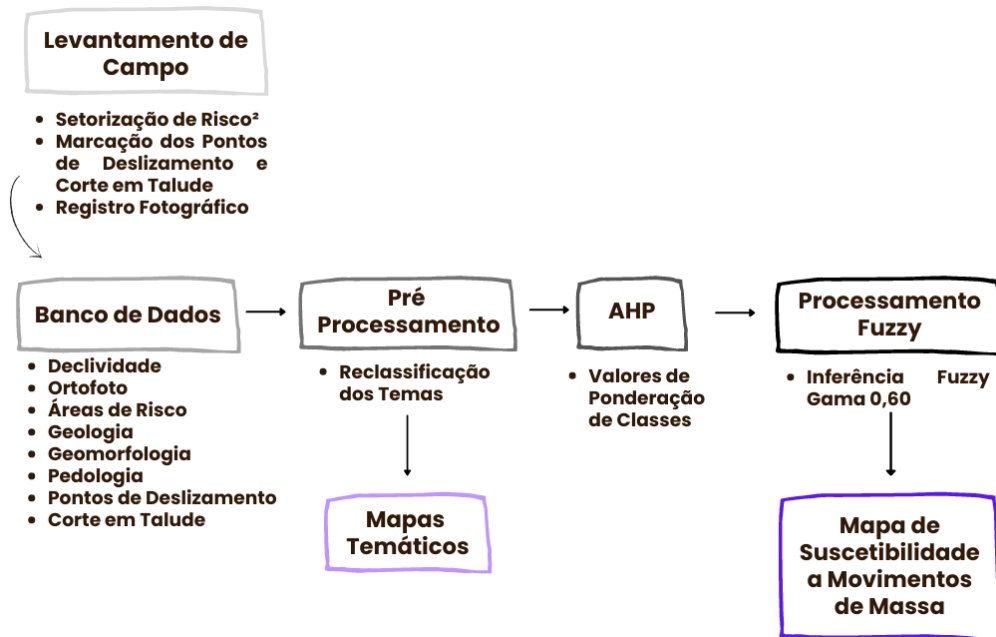 Levantamento de
Campo
• Setorização de Risco²
• Marcação dos Pontos
de Deslizamento e
Corte em Talude
• Registro Fotográfico
Banco de Dados
• Declividade
• Ortofoto
• Áreas de Risco
• Geologia
• Geomorfologia
• Pedologia
• Pontos de Deslizamento
• Corte em Talude
Pré
Processamento
• Reclassificação
dos Temas
Mapas
Temáticos
AHP
• Valores de
Ponderação
de Classes
Processamento
Fuzzy
• Inferência Fuzzy
Gama 0,60
Mapa de
Suscetibilidade
a Movimentos
de Massa